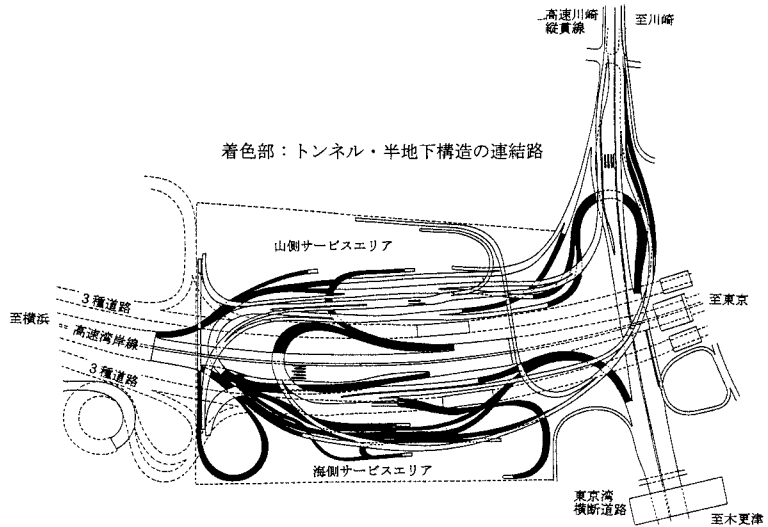 高速川崎
縦貫線
至川崎
着色部：トンネル・半地下構造の連結路
山側サービスエリア
3種道路
至横浜
高速湾岸線
3種道路
至東京
海側サービスエリア
東京湾
横断道路
至木更津